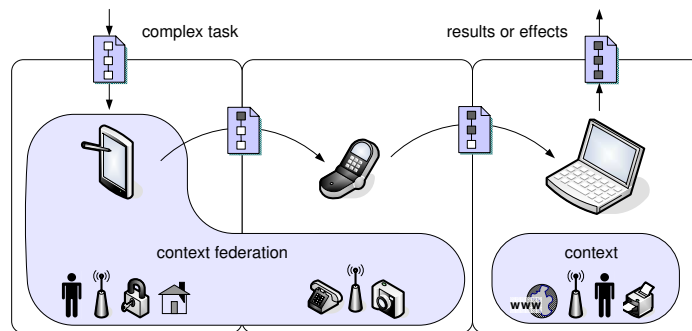 complex task
results or effects
context federation
context
www